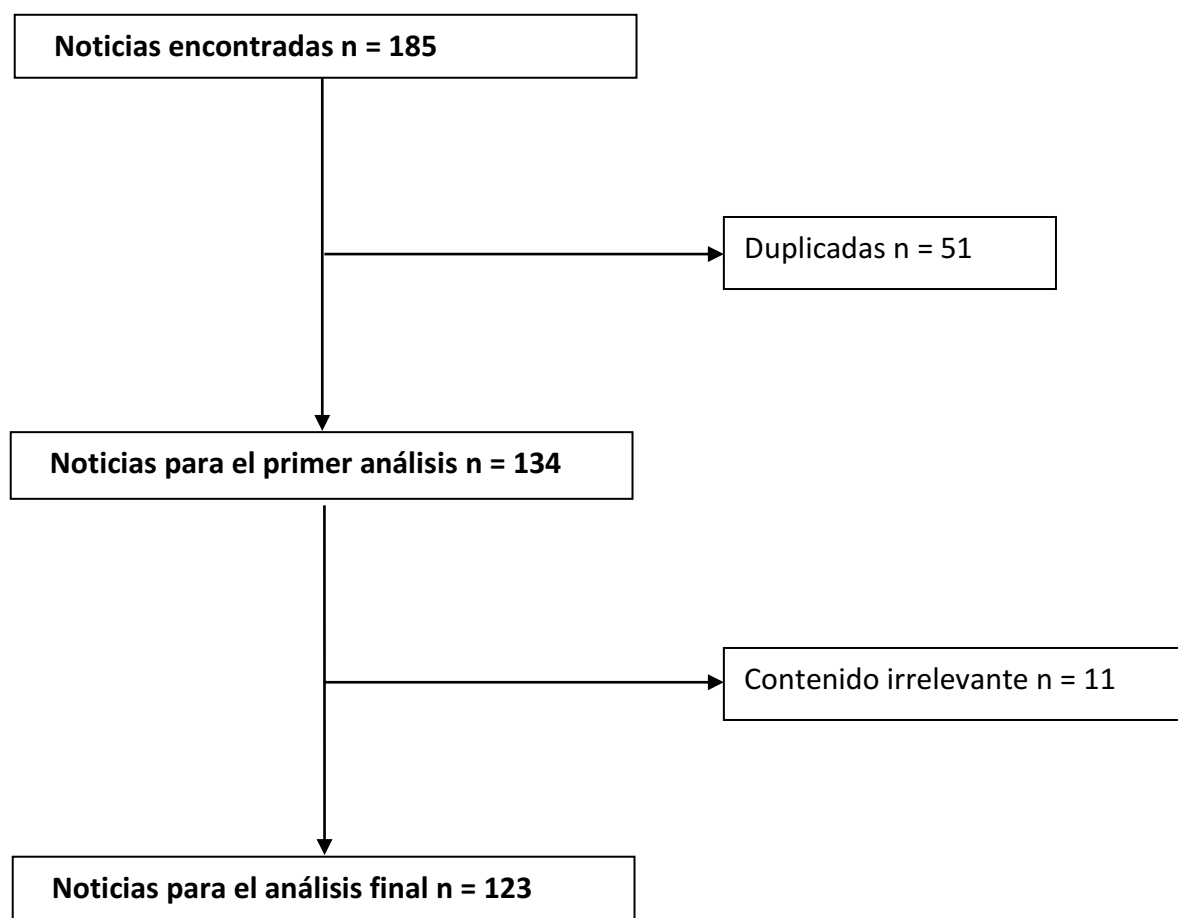 Noticias encontradas n = 185
Duplicadas n = 51
Noticias para el primer análisis n = 134
Contenido irrelevante n = 11
Noticias para el análisis final n = 123